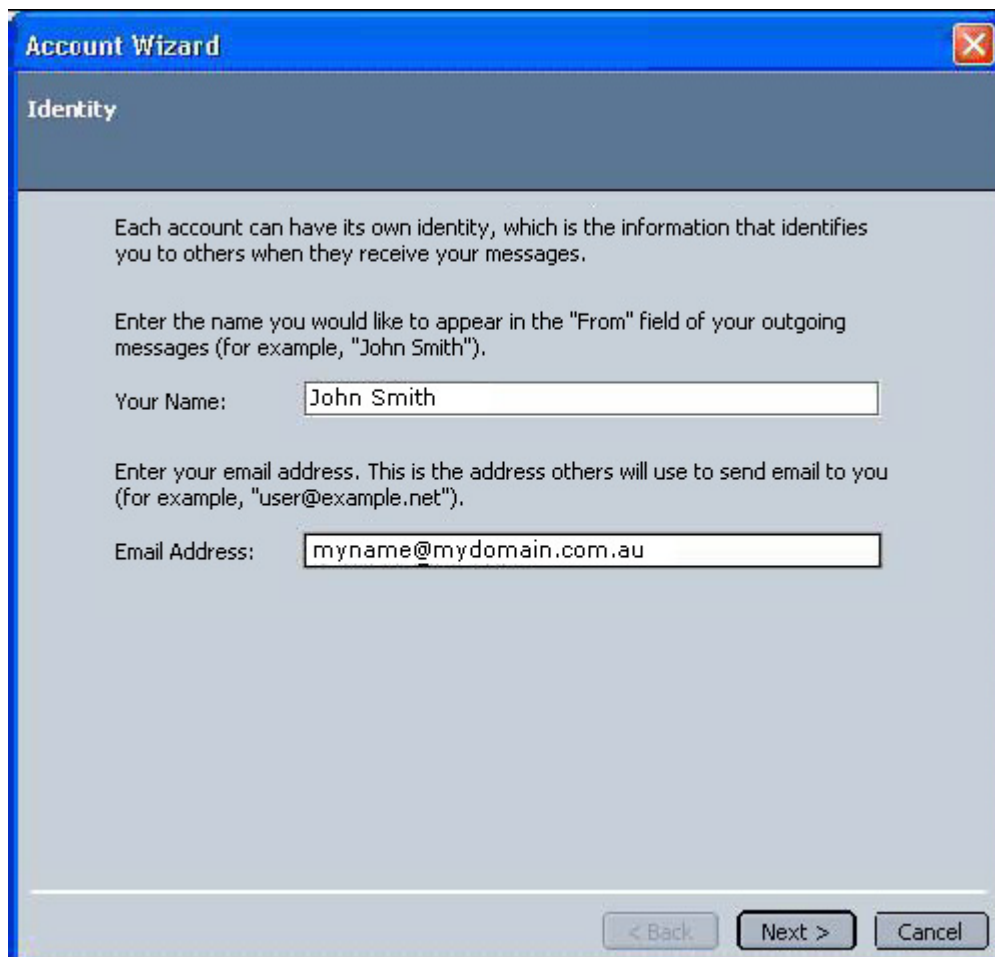 Account Wizard
Identity
Each account can have its own identity, which is the information that identifies
you to others when they receive your messages.
Enter the name you would like to appear in the "From" field of your outgoing
messages (for example, "John Smith").
Your Name: John Smith
Enter your email address. This is the address others will use to send email to you
(for example, "user@example.net").
Email Address: myname@mydomain.com.au
< Back Next > Cancel